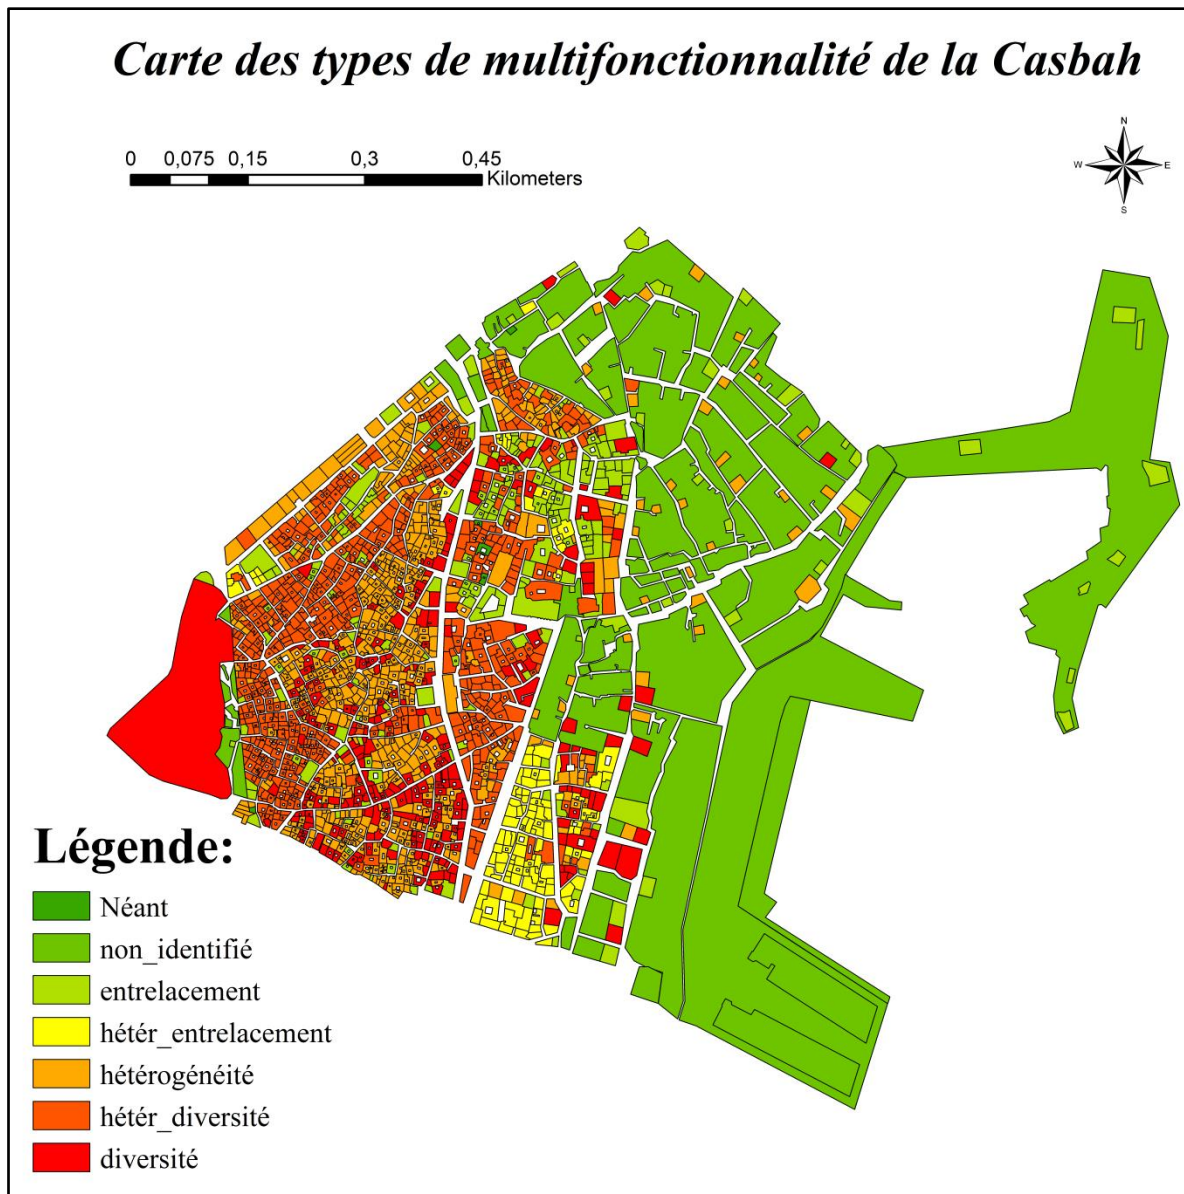 Carte des types de multifonctionnalité de la Casbah
0 0,075 0,15 0,3 0,45
Kilometers
N
W E
S
Légende:
Néant
non_identifié
entrelacement
hétér_entrelacement
hétérogénéité
hétér_diversité
diversité